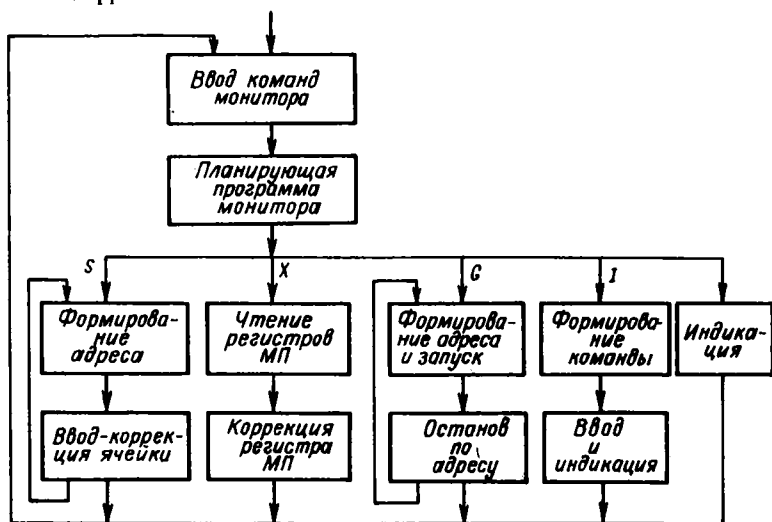 Ввод команд
монитора
Планирующая
программа
монитора
S
X
G
I
Формирова-
ние
адреса
Чтение
регистров
МП
Формирова-
ние адреса
и запуск
Формирова-
ние
команды
Индика-
ция
Ввод-коррек-
ция ячейки
Коррекция
регистра
МП
Останов
по
адресу
Ввод
и
индикация